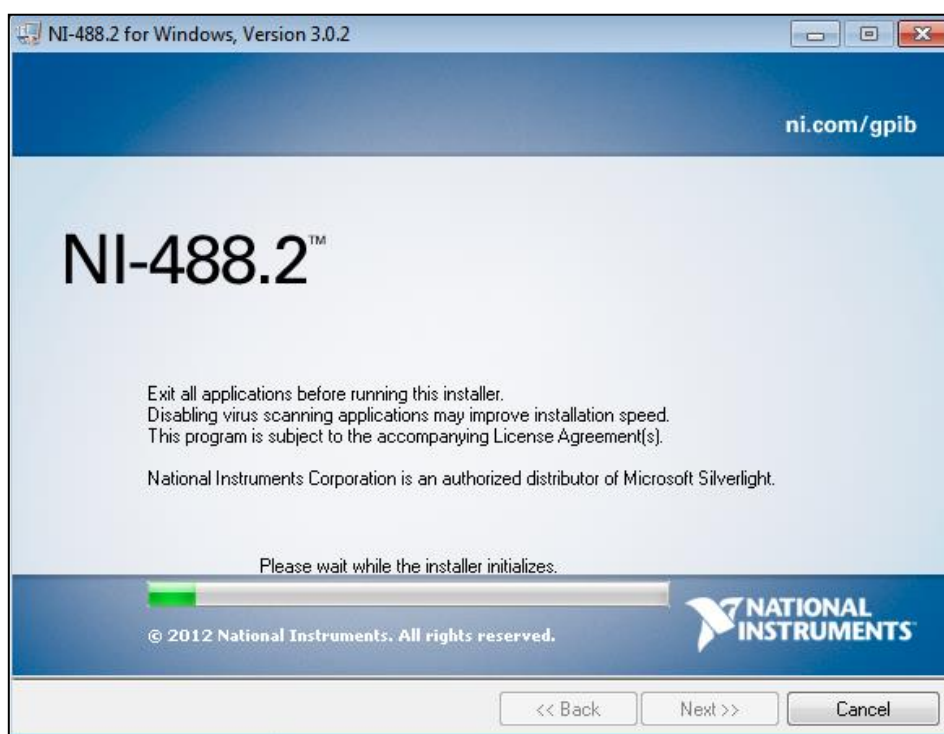 NI-488.2 for Windows, Version 3.0.2
ni.com/gpib
NI-488.2™
Exit all applications before running this installer.
Disabling virus scanning applications may improve installation speed.
This program is subject to the accompanying License Agreement(s).
National Instruments Corporation is an authorized distributor of Microsoft Silverlight.
Please wait while the installer initializes.
© 2012 National Instruments. All rights reserved.
NATIONAL
INSTRUMENTS
<< Back
Next >>
Cancel